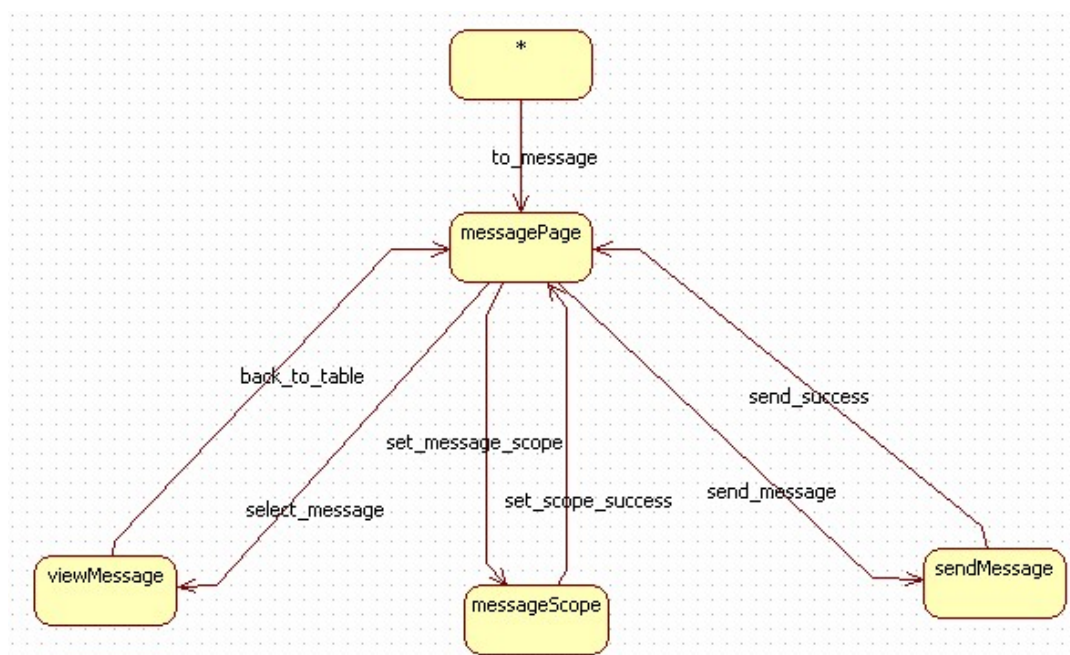 *
to_message
messagePage
back_to_table
send_success
set_message_scope
select_message
set_scope_success
send_message
viewMessage
messageScope
sendMessage